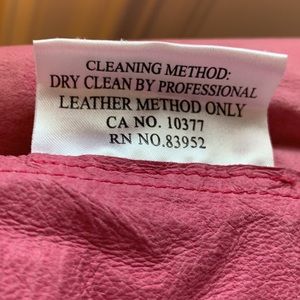 CLEANING METHOD:
DRY CLEAN BY PROFESSIONAL
LEATHER METHOD ONLY
CA NO. 10377
RN NO.83952